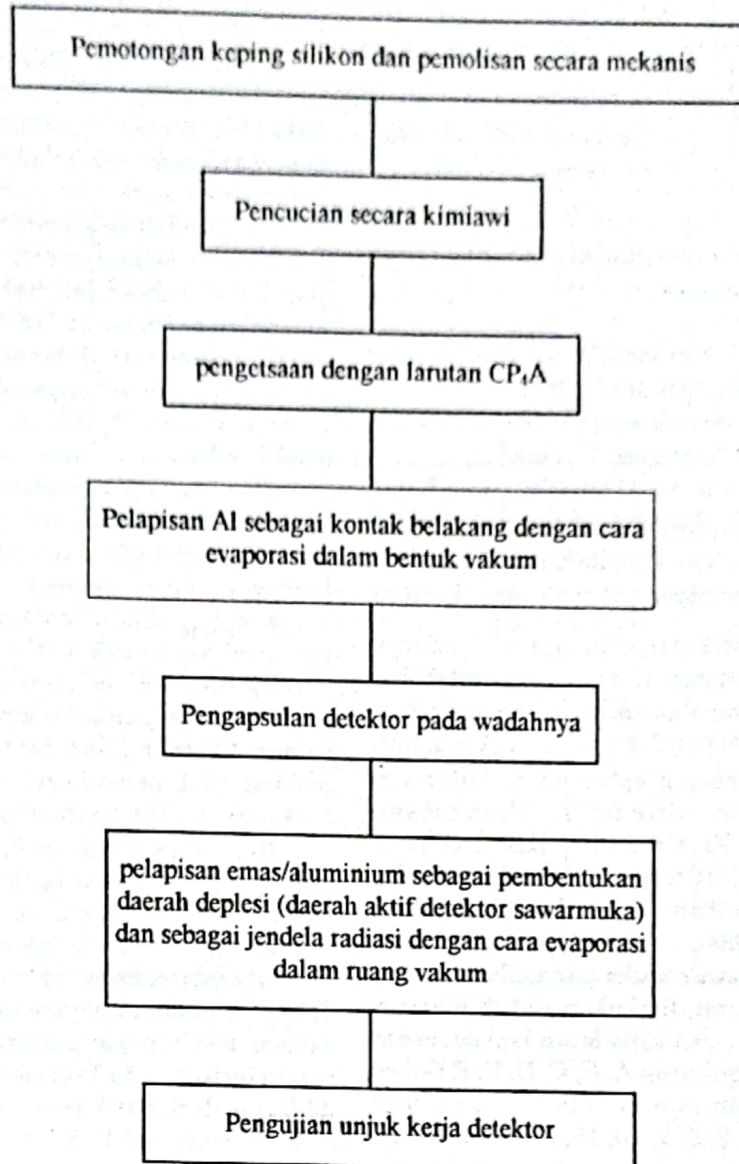 Pemotongan keping silikon dan pemolisan secara mekanis
Pencucian secara kimiawi
pengetsaan dengan larutan CP₄A
Pelapisan Al sebagai kontak belakang dengan cara
evaporasi dalam bentuk vakum
Pengapsulan detektor pada wadahnya
pelapisan emas/aluminium sebagai pembentukan
daerah deplesi (daerah aktif detektor sawarmuka)
dan sebagai jendela radiasi dengan cara evaporasi
dalam ruang vakum
Pengujian unjuk kerja detektor